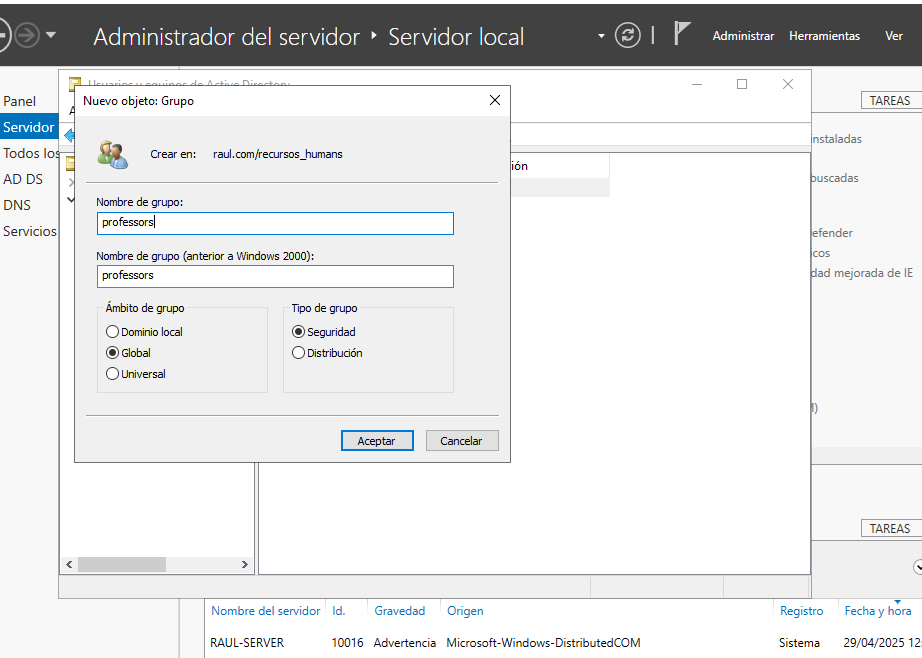 Administrador del servidor ‣ Servidor local
Administrar Herramientas Ver
Usuarios y equipos de Active Directory
Nuevo objeto: Grupo
Panel
Servidor
Todos los
AD DS
DNS
Servicios
TAREAS
instaladas
buscadas
efender
icos
dad mejorada de IE
ión
Crear en: raul.com/recursos_humans
Nombre de grupo:
professors
Nombre de grupo (anterior a Windows 2000):
professors
Ámbito de grupo
Dominio local
Global
Universal
Tipo de grupo
Seguridad
Distribución
Aceptar
Cancelar
TAREAS
Nombre del servidor Id. Gravedad Origen Registro Fecha y hora
RAUL-SERVER 10016 Advertencia Microsoft-Windows-DistributedCOM Sistema 29/04/2025 12: